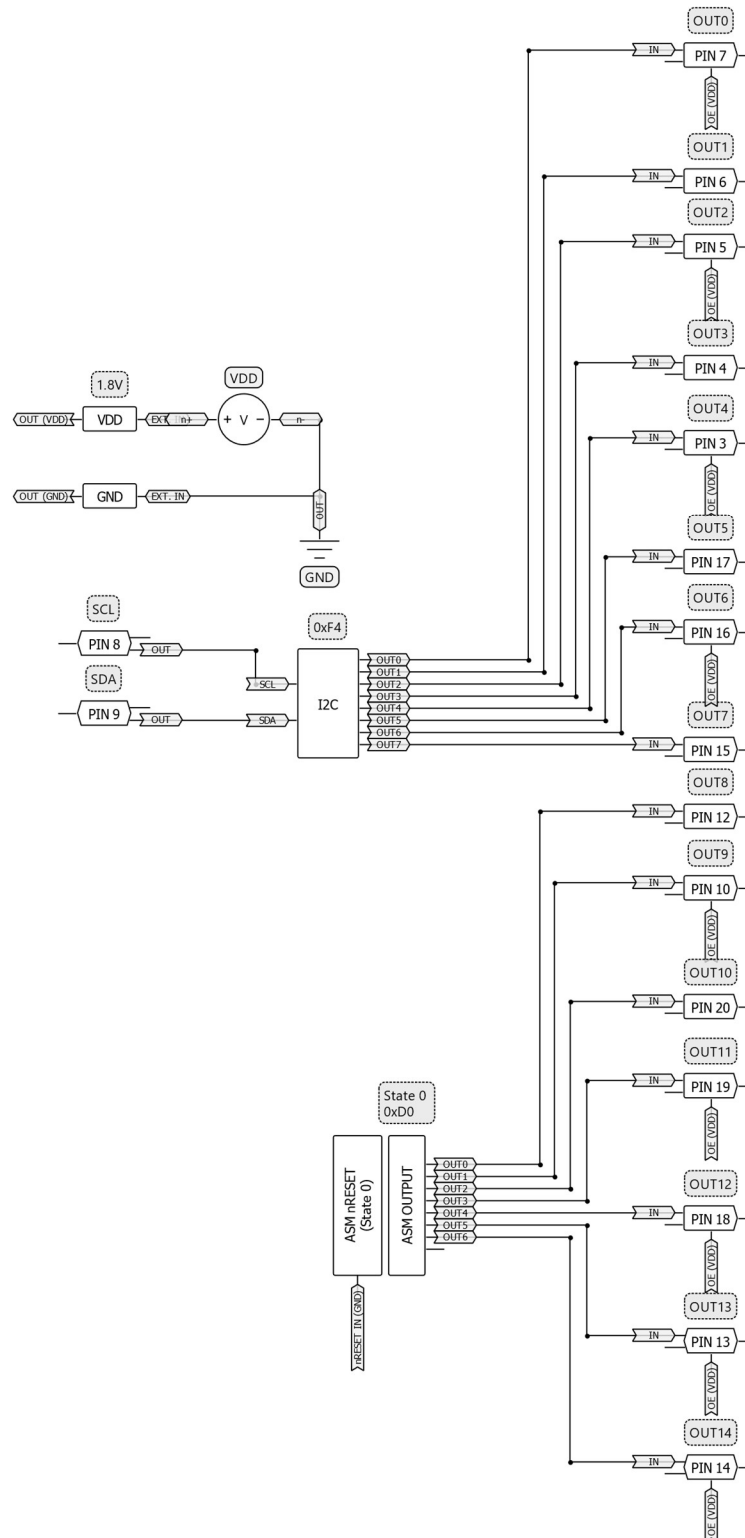 OUT0
IN
PIN 7
OE (VDD)
OUT1
IN
PIN 6
OUT2
IN
PIN 5
OE (VDD)
OUT3
IN
PIN 4
1.8V
VDD
OUT (VDD)
VDD
EXT.
n+
+ V −
n-
OUT4
IN
PIN 3
OE (VDD)
OUT (GND)
GND
EXT. IN
OUT
GND
OUT5
IN
PIN 17
OUT6
IN
PIN 16
OE (VDD)
SCL
PIN 8
OUT
SDA
PIN 9
OUT
0xF4
SCL
SDA
I2C
OUT0
OUT1
OUT2
OUT3
OUT4
OUT5
OUT6
OUT7
OUT7
IN
PIN 15
OUT8
IN
PIN 12
OUT9
IN
PIN 10
OE (VDD)
OUT10
IN
PIN 20
OUT11
IN
PIN 19
OE (VDD)
State 0
0xD0
ASM nRESET
(State 0)
ASM OUTPUT
nRESET IN (GND)
OUT0
OUT1
OUT2
OUT3
OUT4
OUT5
OUT6
OUT12
IN
PIN 18
OE (VDD)
OUT13
IN
PIN 13
OE (VDD)
OUT14
IN
PIN 14
OE (VDD)